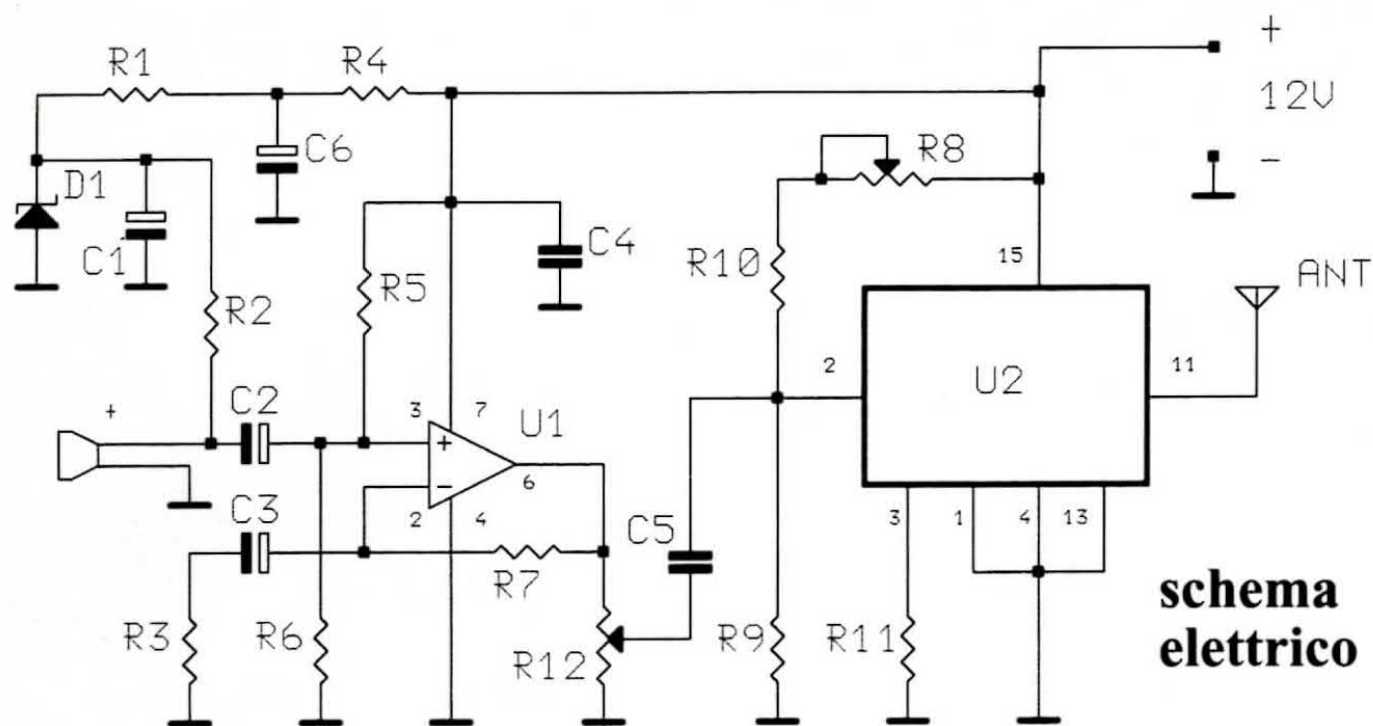 R1
R4
+
12V
-
C6
R8
D1
C1
C4
R10
15
ANT
R5
R2
2
U2
11
+
C2
3
7
U1
+
-
6
2
4
C3
3
1
4
13
C5
R7
R3
R6
R12
R9
R11
schema
elettrico